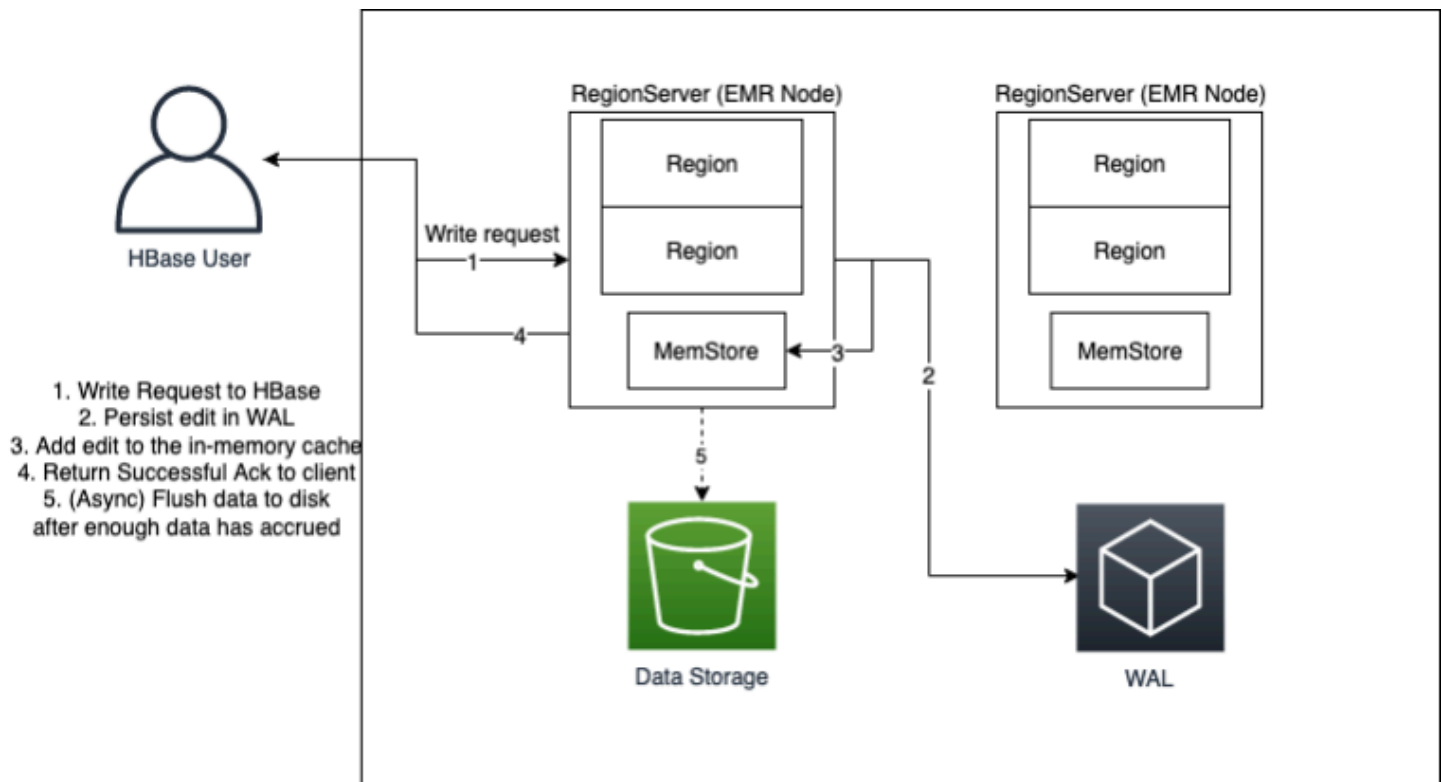 RegionServer (EMR Node)
RegionServer (EMR Node)
Region
Region
Region
Region
MemStore
MemStore
HBase User
Write request
1
4
3
2
5
1. Write Request to HBase
2. Persist edit in WAL
3. Add edit to the in-memory cache
4. Return Successful Ack to client
5. (Async) Flush data to disk
after enough data has accrued
Data Storage
WAL